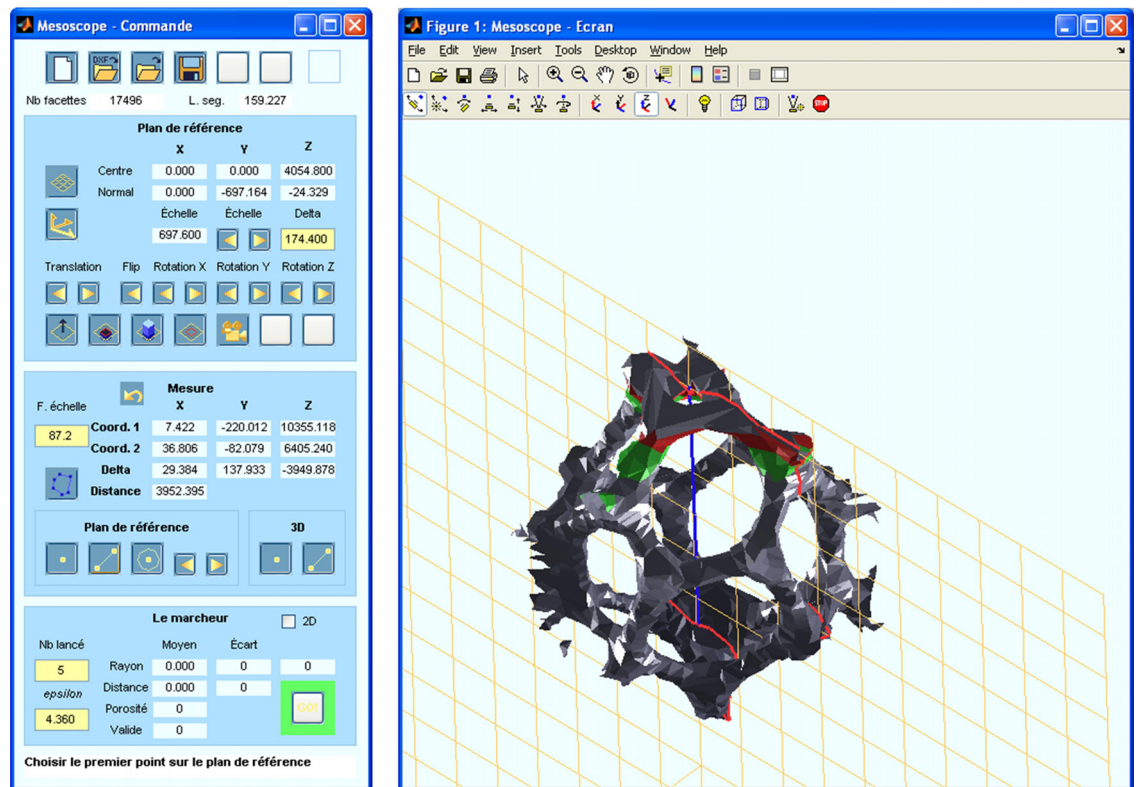 Mesoscope - Commande
DXF
Nb facettes 17496 L. seg. 159.227
Plan de référence
X Y Z
Centre 0.000 0.000 4054.800
Normal 0.000 -697.164 -24.329
Échelle Échelle Delta
697.600 174.400
Translation Flip Rotation X Rotation Y Rotation Z
Mesure
F. échelle X Y Z
87.2 Coord. 1 7.422 -220.012 10355.118
Coord. 2 36.806 -82.079 6405.240
Delta 29.384 137.933 -3949.878
Distance 3952.395
Plan de référence 3D
Le marcheur 2D
Nb lancé Moyen Écart
5 Rayon 0.000 0 0
epsilon Distance 0.000 0
4.360 Porosité 0
Valide 0
GO!
Choisir le premier point sur le plan de référence
Figure 1: Mesoscope - Ecran
File Edit View Insert Tools Desktop Window Help
STOP